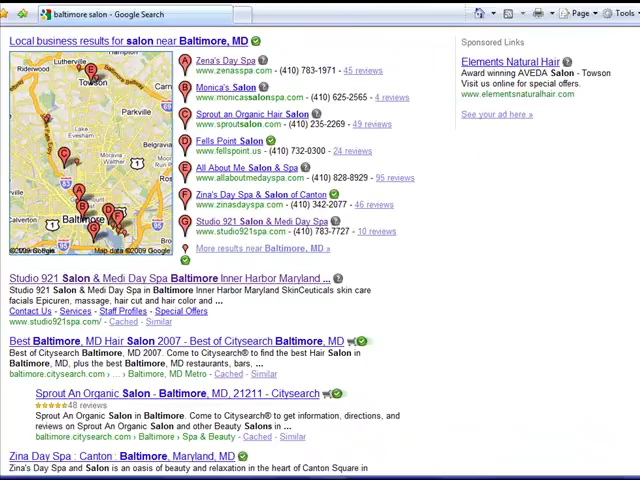 baltimore salon - Google Search
Page
Tools
Local business results for salon near Baltimore, MD
Sponsored Links
Lutherville
Riderwood
Towson
Parkville
Lake Evesham
Moravia Walther
Baltimore
Calverton
©2009 Google
Map data ©2009 Google
A Zena's Day Spa
www.zenasspa.com - (410) 783-1971 - 45 reviews
B Monica's Salon
www.monicassalonspa.com - (410) 625-2565 - 4 reviews
C Sprout an Organic Hair Salon
www.sproutsalon.com - (410) 235-2269 - 49 reviews
D Fells Point Salon
www.fellspoint.us - (410) 732-0300 - 24 reviews
E All About Me Salon & Spa
www.allaboutmedayspa.com - (410) 828-8929 - 95 reviews
F Zina's Day Spa & Salon of Canton
www.zinasdayspa.com - (410) 342-2077 - 46 reviews
G Studio 921 Salon & Medi Day Spa
www.studio921spa.com - (410) 783-7727 - 10 reviews
More results near Baltimore, MD »
Elements Natural Hair
Award winning AVEDA Salon - Towson
Visit us online for special offers.
www.elementsnaturalhair.com
See your ad here »
Studio 921 Salon & Medi Day Spa Baltimore Inner Harbor Maryland ...
Studio 921 Salon & Medi Day Spa in Baltimore Inner Harbor Maryland SkinCeuticals skin care
facials Epicuren, massage, hair cut and hair color and ...
Contact Us - Services - Staff Profiles - Special Offers
www.studio921spa.com/ - Cached - Similar
Best Baltimore, MD Hair Salon 2007 - Best of Citysearch Baltimore, MD
Best of Citysearch Baltimore, MD 2007. Come to Citysearch® to find the best Hair Salon in
Baltimore, MD, plus the best Baltimore, MD restaurants, bars, ...
baltimore.citysearch.com › ... › Baltimore, MD Metro - Cached - Similar
Sprout An Organic Salon - Baltimore, MD, 21211 - Citysearch
48 reviews
Sprout An Organic Salon in Baltimore. Come to Citysearch® to get information, directions, and
reviews on Sprout An Organic Salon and other Beauty Salons in ...
baltimore.citysearch.com › Baltimore › Spa & Beauty - Cached - Similar
Zina Day Spa : Canton : Baltimore, Maryland, MD
Zina's Day Spa and Salon is an oasis of beauty and relaxation in the heart of Canton Square in